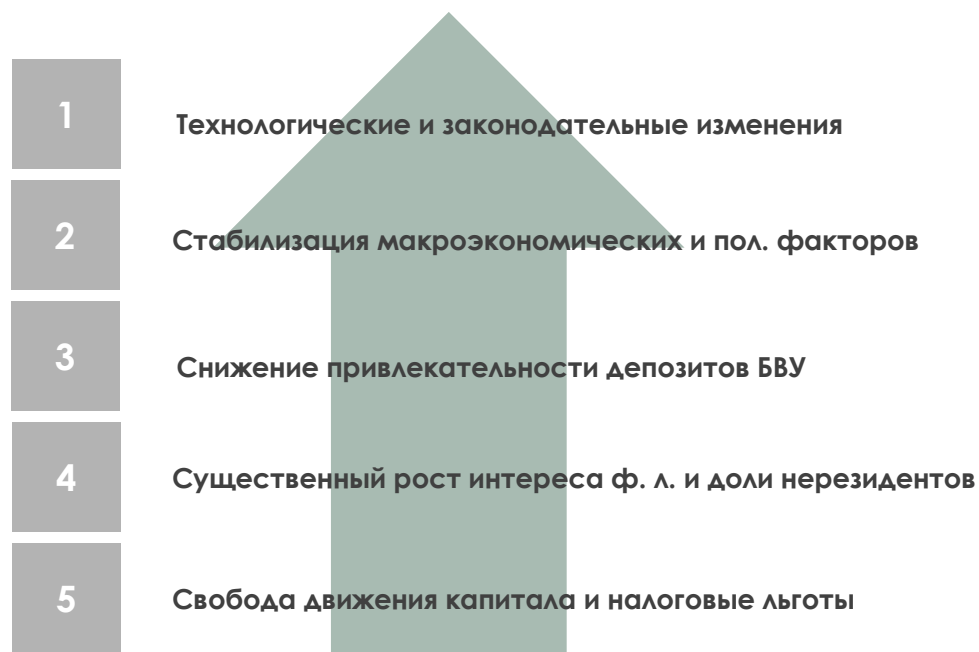 1
Технологические и законодательные изменения
2
Стабилизация макроэкономических и пол. факторов
3
Снижение привлекательности депозитов БВУ
4
Существенный рост интереса ф. л. и доли нерезидентов
5
Свобода движения капитала и налоговые льготы